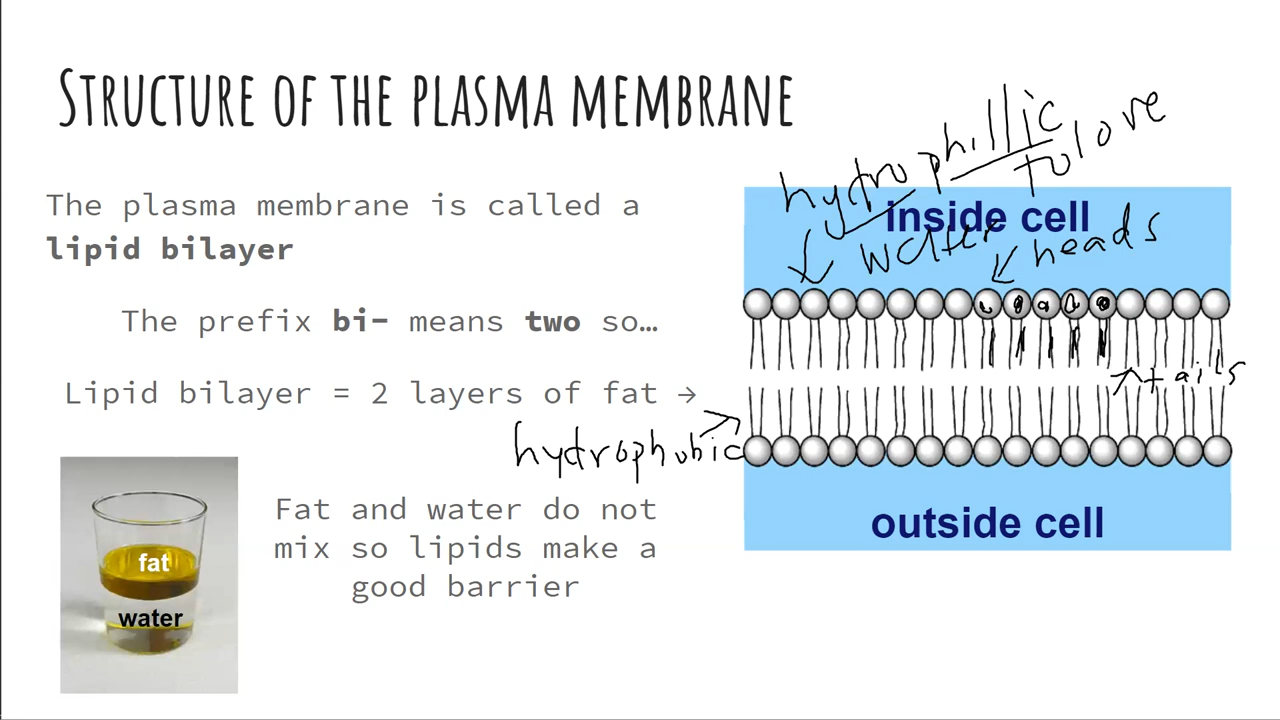 STRUCTURE OF THE PLASMA MEMBRANE
The plasma membrane is called a
lipid bilayer
The prefix bi- means two so…
Lipid bilayer = 2 layers of fat →
Fat and water do not
mix so lipids make a
good barrier
fat
water
hydrophillic
to love
inside cell
water
heads
tails
hydrophobic
outside cell